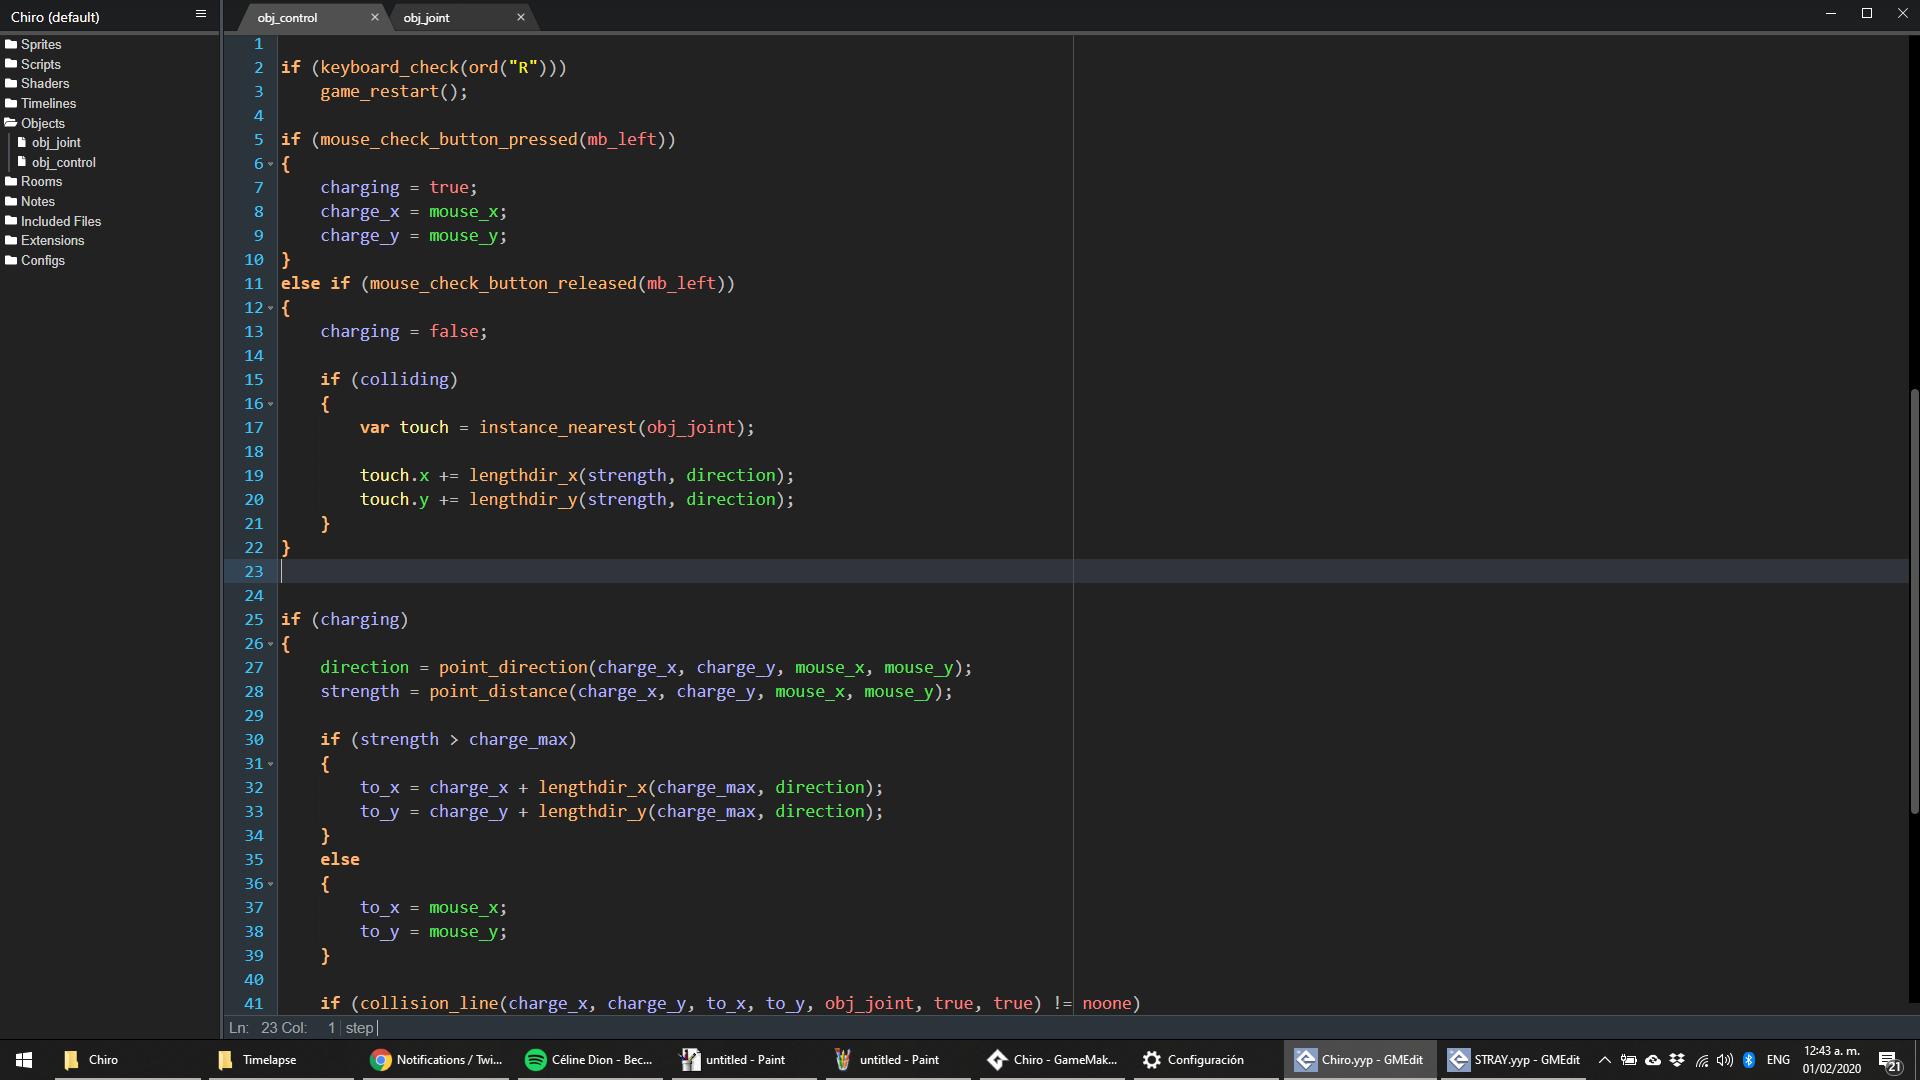 Chiro (default)
obj_control
obj_joint
Sprites
Scripts
Shaders
Timelines
Objects
obj_joint
obj_control
Rooms
Notes
Included Files
Extensions
Configs
1
2 if (keyboard_check(ord("R")))
3 game_restart();
4
5 if (mouse_check_button_pressed(mb_left))
6 {
7 charging = true;
8 charge_x = mouse_x;
9 charge_y = mouse_y;
10 }
11 else if (mouse_check_button_released(mb_left))
12 {
13 charging = false;
14
15 if (colliding)
16 {
17 var touch = instance_nearest(obj_joint);
18
19 touch.x += lengthdir_x(strength, direction);
20 touch.y += lengthdir_y(strength, direction);
21 }
22 }
23
24
25 if (charging)
26 {
27 direction = point_direction(charge_x, charge_y, mouse_x, mouse_y);
28 strength = point_distance(charge_x, charge_y, mouse_x, mouse_y);
29
30 if (strength > charge_max)
31 {
32 to_x = charge_x + lengthdir_x(charge_max, direction);
33 to_y = charge_y + lengthdir_y(charge_max, direction);
34 }
35 else
36 {
37 to_x = mouse_x;
38 to_y = mouse_y;
39 }
40
41 if (collision_line(charge_x, charge_y, to_x, to_y, obj_joint, true, true) != noone)
Ln: 23 Col: 1 step
Chiro
Timelapse
Notifications / Twi...
Céline Dion - Bec...
untitled - Paint
untitled - Paint
Chiro - GameMak...
Configuración
Chiro.yyp - GMEdit
STRAY.yyp - GMEdit
ENG
12:43 a. m.
01/02/2020
21